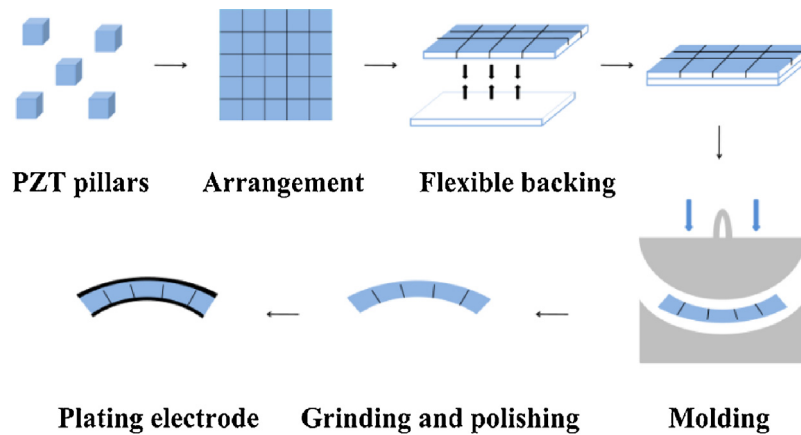 PZT pillars
Arrangement
Flexible backing
Plating electrode
Grinding and polishing
Molding